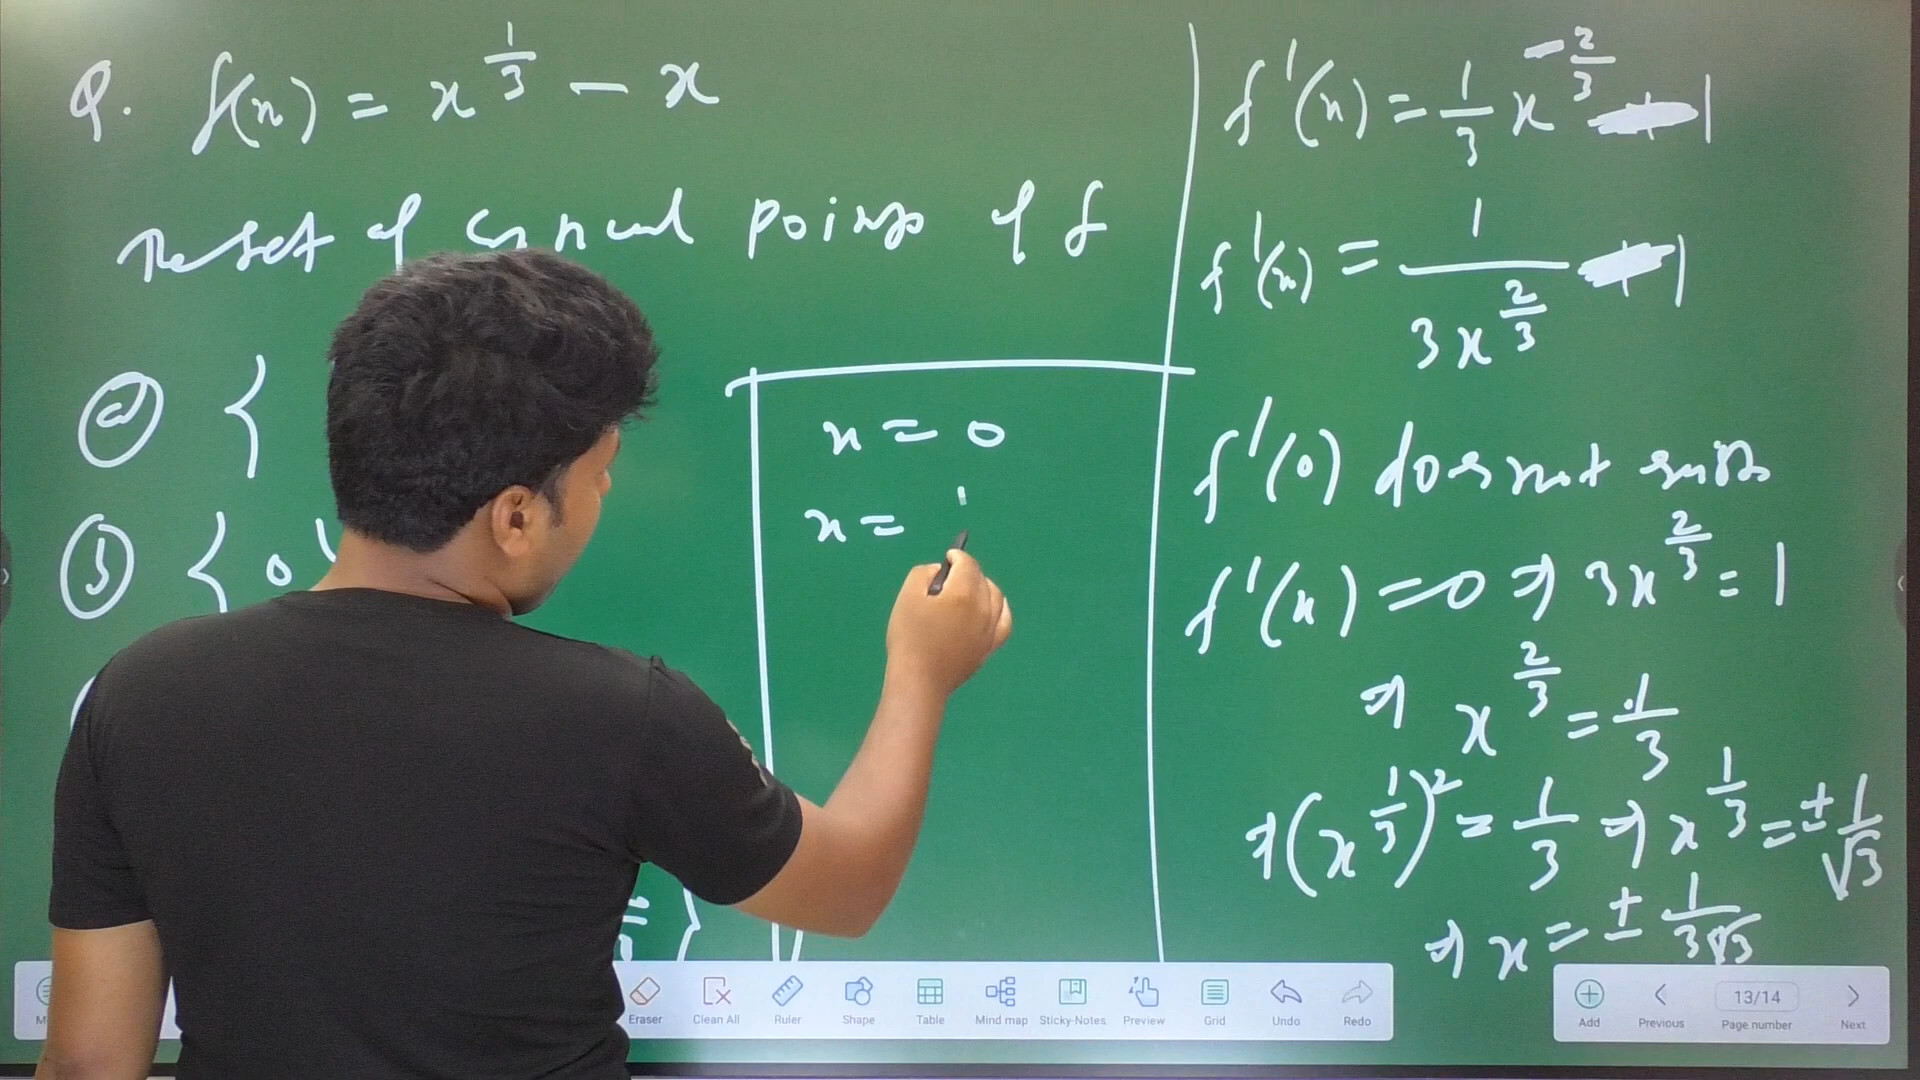 Q. f(x) = x^{1/3} - x
The set of critical points of f
(a) {
(b) { 0
}
x = 0
x =
f'(x) = 1/3 x^{-2/3} - 1
f'(x) = 1/(3x^{2/3}) - 1
f'(0) does not exists
f'(x) = 0 ⇒ 3x^{2/3} = 1
⇒ x^{2/3} = 1/3
⇒ (x^{1/3})^2 = 1/3 ⇒ x^{1/3} = ± 1/√3
⇒ x = ± 1/(3√3)
Eraser Clean All Ruler Shape Table Mind map Sticky-Notes Preview Grid Undo Redo
Add Previous 13/14 Page number Next